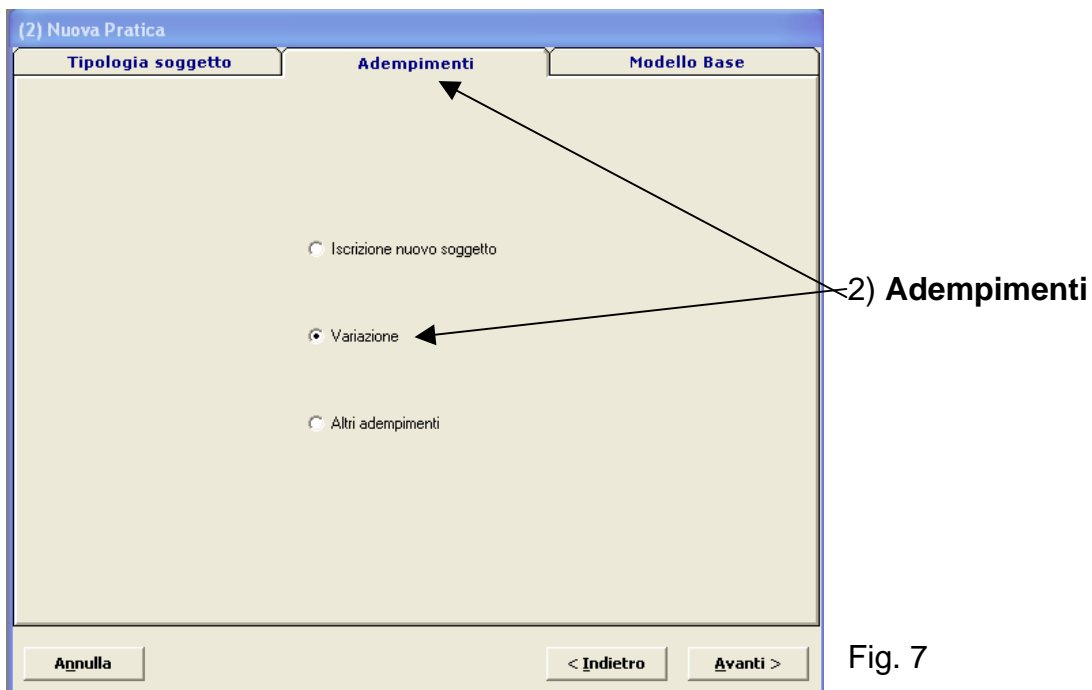 (2) Nuova Pratica
Tipologia soggetto Adempimenti Modello Base
Iscrizione nuovo soggetto
2) Adempimenti
Variazione
Altri adempimenti
Annulla < Indietro Avanti >
Fig. 7